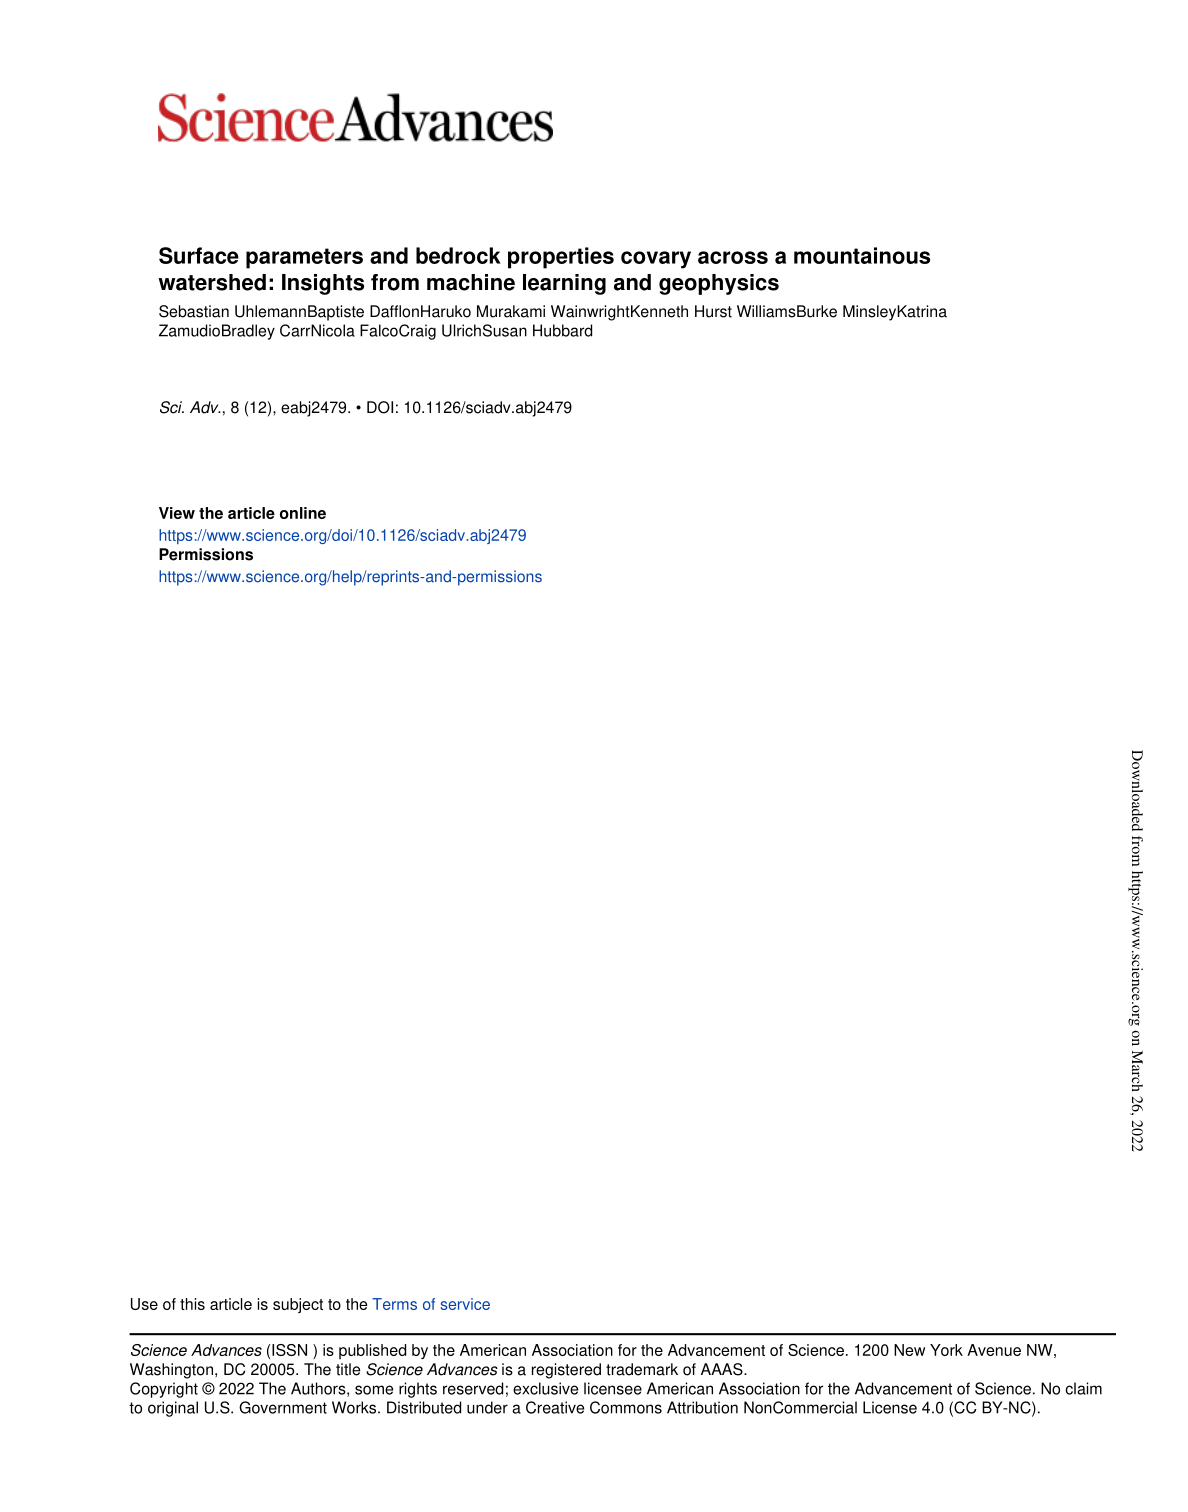 ScienceAdvances
Surface parameters and bedrock properties covary across a mountainous
watershed: Insights from machine learning and geophysics
Sebastian UhlemannBaptiste DafflonHaruko Murakami WainwrightKenneth Hurst WilliamsBurke MinsleyKatrina
ZamudioBradley CarrNicola FalcoCraig UlrichSusan Hubbard
Sci. Adv., 8 (12), eabj2479. • DOI: 10.1126/sciadv.abj2479
View the article online
https://www.science.org/doi/10.1126/sciadv.abj2479
Permissions
https://www.science.org/help/reprints-and-permissions
Downloaded from https://www.science.org on March 26, 2022
Use of this article is subject to the Terms of service
Science Advances (ISSN ) is published by the American Association for the Advancement of Science. 1200 New York Avenue NW,
Washington, DC 20005. The title Science Advances is a registered trademark of AAAS.
Copyright © 2022 The Authors, some rights reserved; exclusive licensee American Association for the Advancement of Science. No claim
to original U.S. Government Works. Distributed under a Creative Commons Attribution NonCommercial License 4.0 (CC BY-NC).